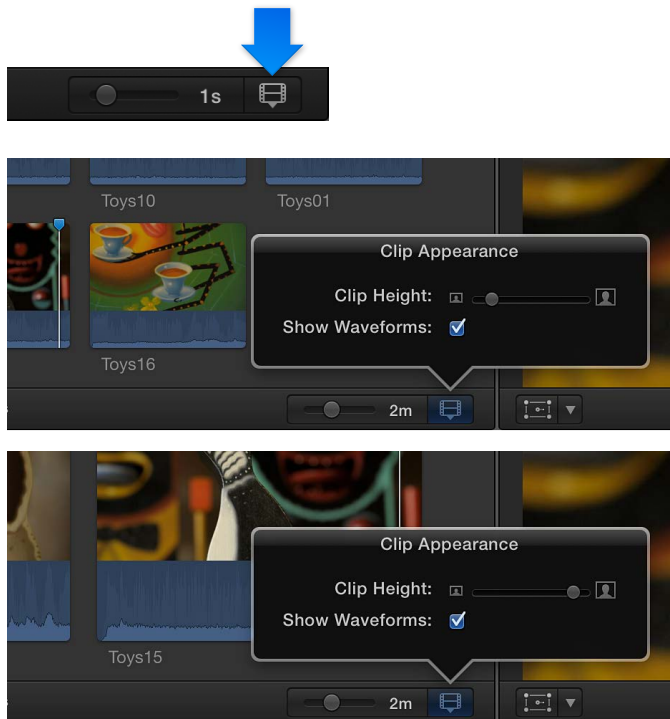 1s
Toys10
Toys01
Clip Appearance
Clip Height:
Show Waveforms:
Toys16
2m
Clip Appearance
Clip Height:
Show Waveforms:
Toys15
2m